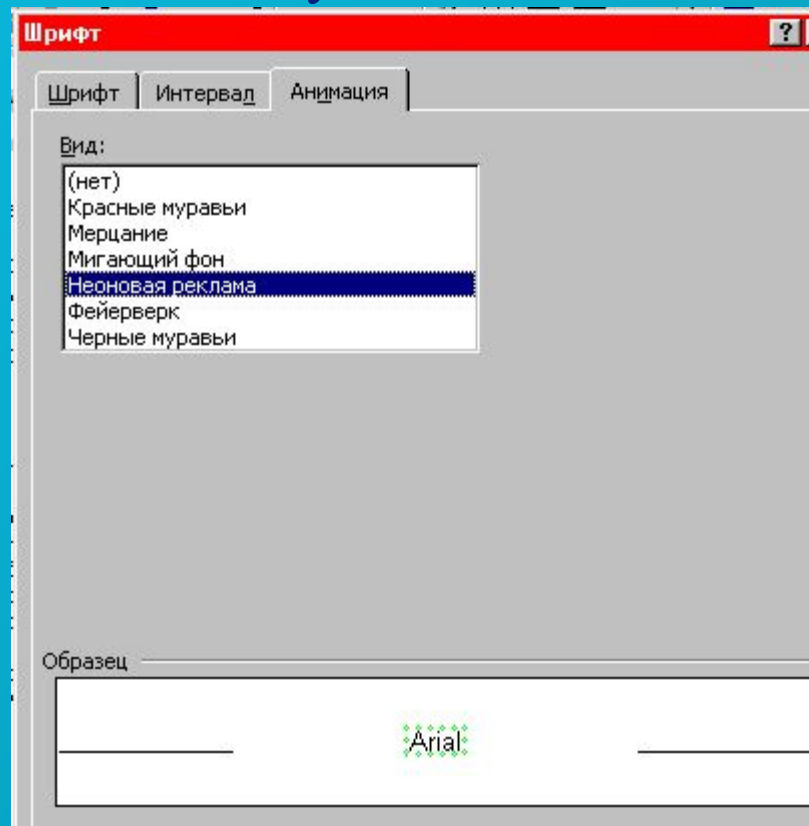 Шрифт
Шрифт Интервал Анимация
Вид:
(нет)
Красные муравьи
Мерцание
Мигающий фон
Неоновая реклама
Фейерверк
Черные муравьи
Образец
Arial